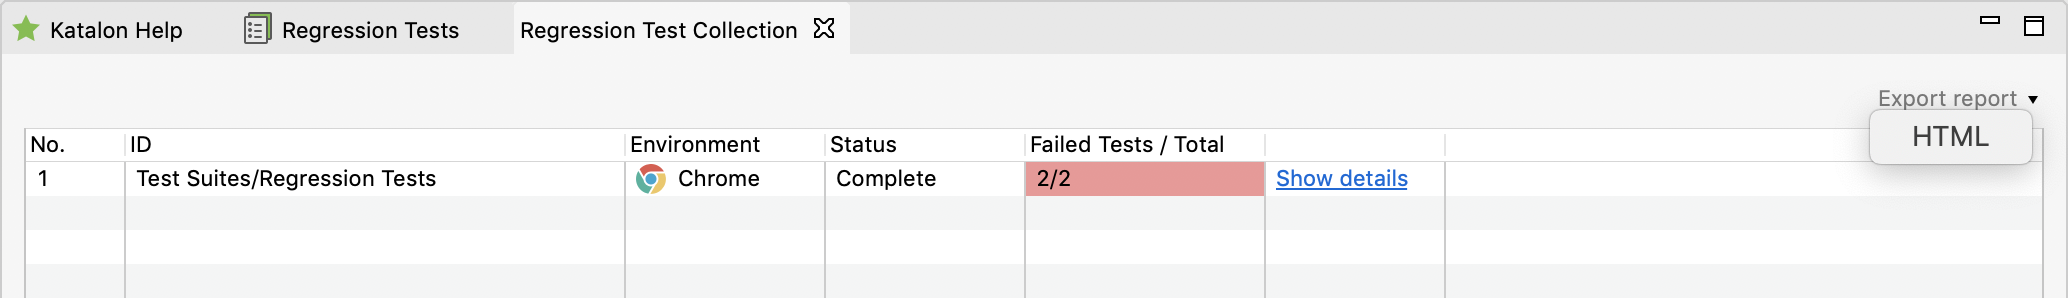 Katalon Help Regression Tests Regression Test Collection
Export report
HTML
No. ID Environment Status Failed Tests / Total
1 Test Suites/Regression Tests Chrome Complete 2/2 Show details